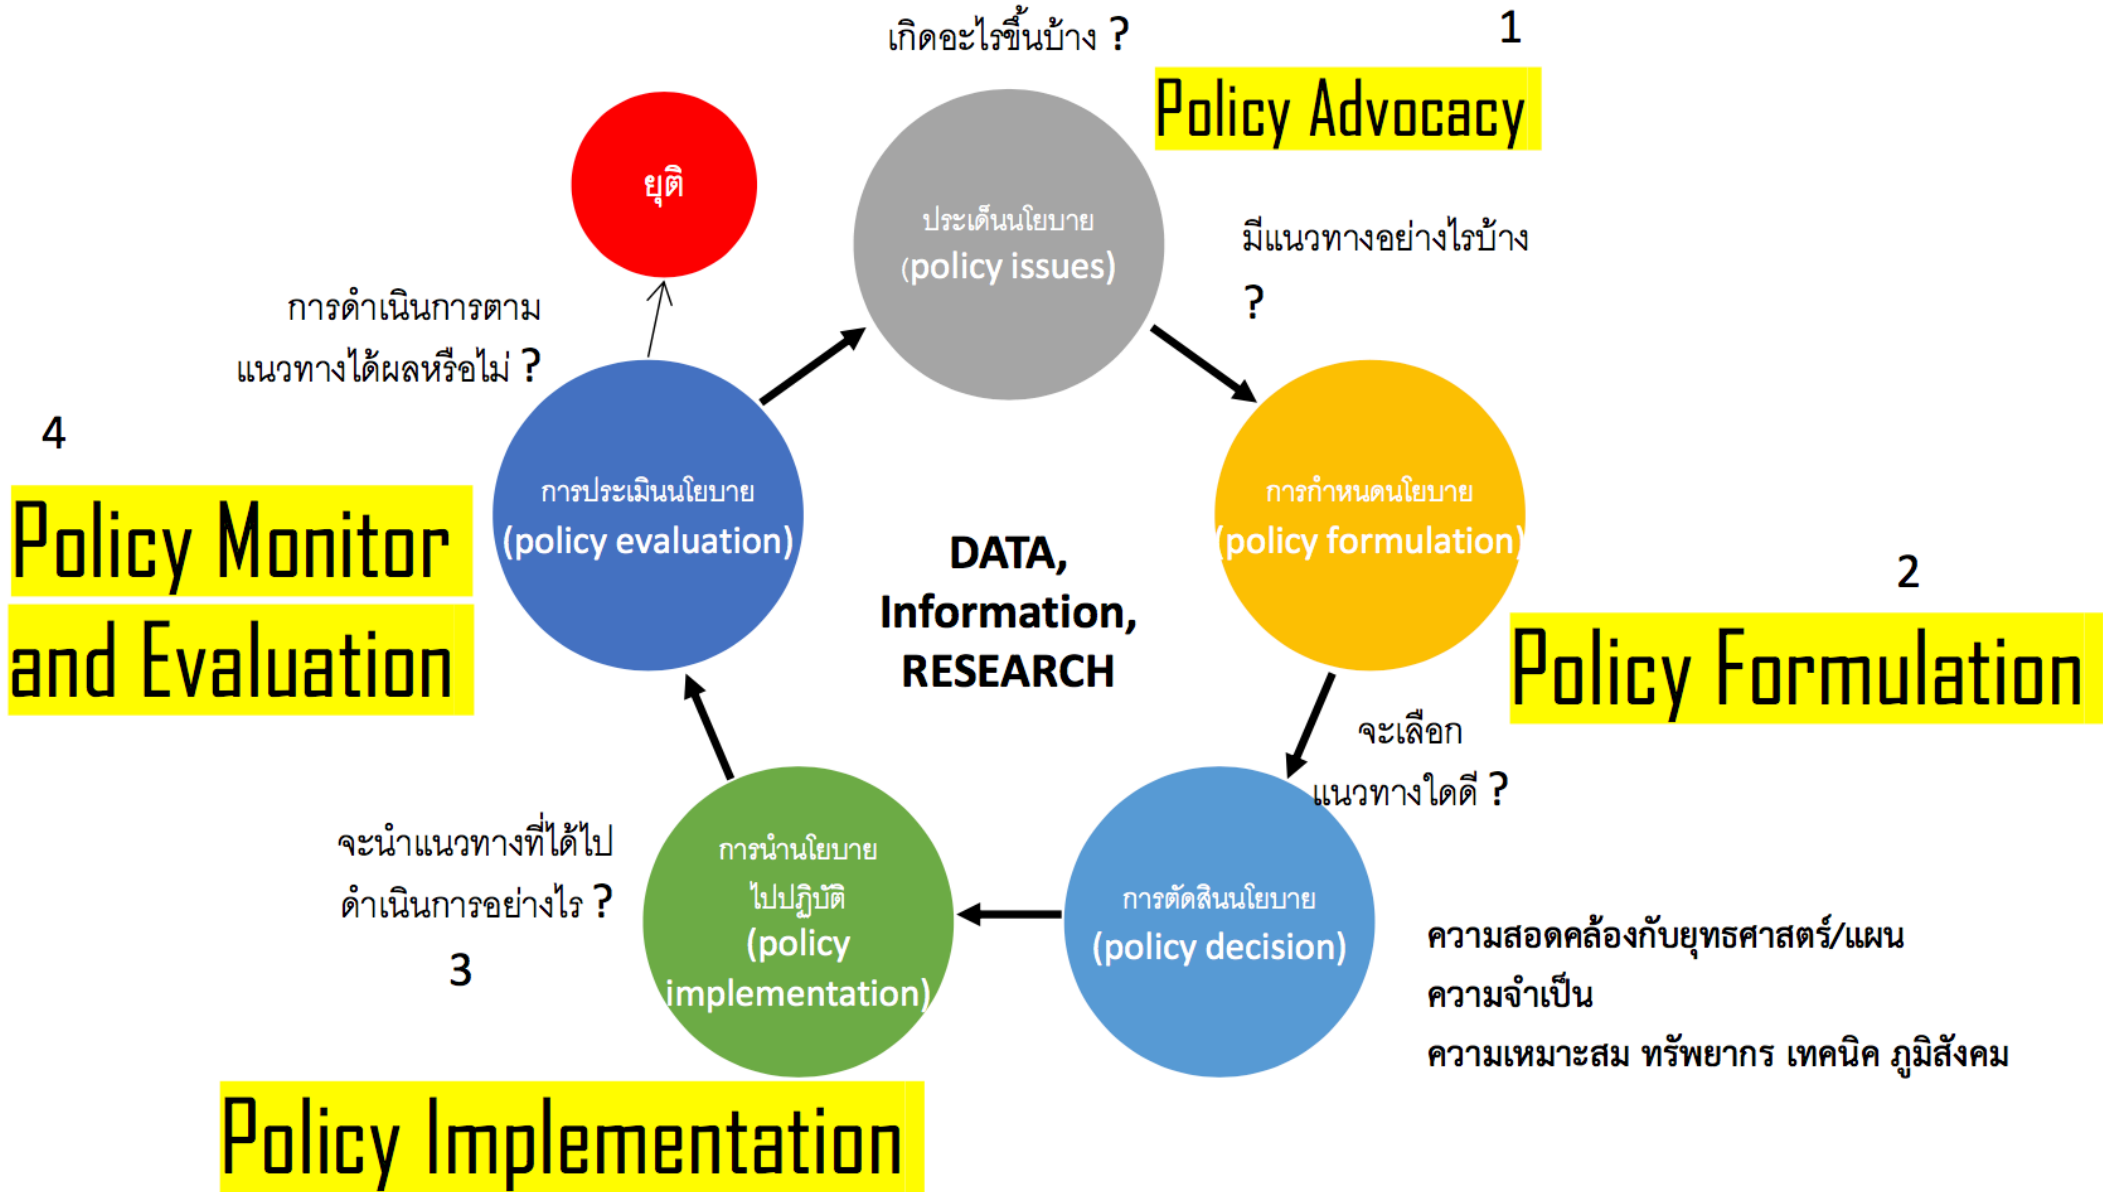 เกิดอะไรขึ้นบ้าง ?
1
Policy Advocacy
ยุติ
ประเด็นนโยบาย
(policy issues)
มีแนวทางอย่างไรบ้าง
?
การดำเนินการตาม
แนวทางได้ผลหรือไม่ ?
4
Policy Monitor
and Evaluation
การประเมินนโยบาย
(policy evaluation)
DATA,
Information,
RESEARCH
การกำหนดนโยบาย
(policy formulation)
2
Policy Formulation
จะเลือก
แนวทางใดดี ?
จะนำแนวทางที่ได้ไป
ดำเนินการอย่างไร ?
3
การนำนโยบาย
ไปปฏิบัติ
(policy
implementation)
Policy Implementation
การตัดสินนโยบาย
(policy decision)
ความสอดคล้องกับยุทธศาสตร์/แผน
ความจำเป็น
ความเหมาะสม ทรัพยากร เทคนิค ภูมิสังคม